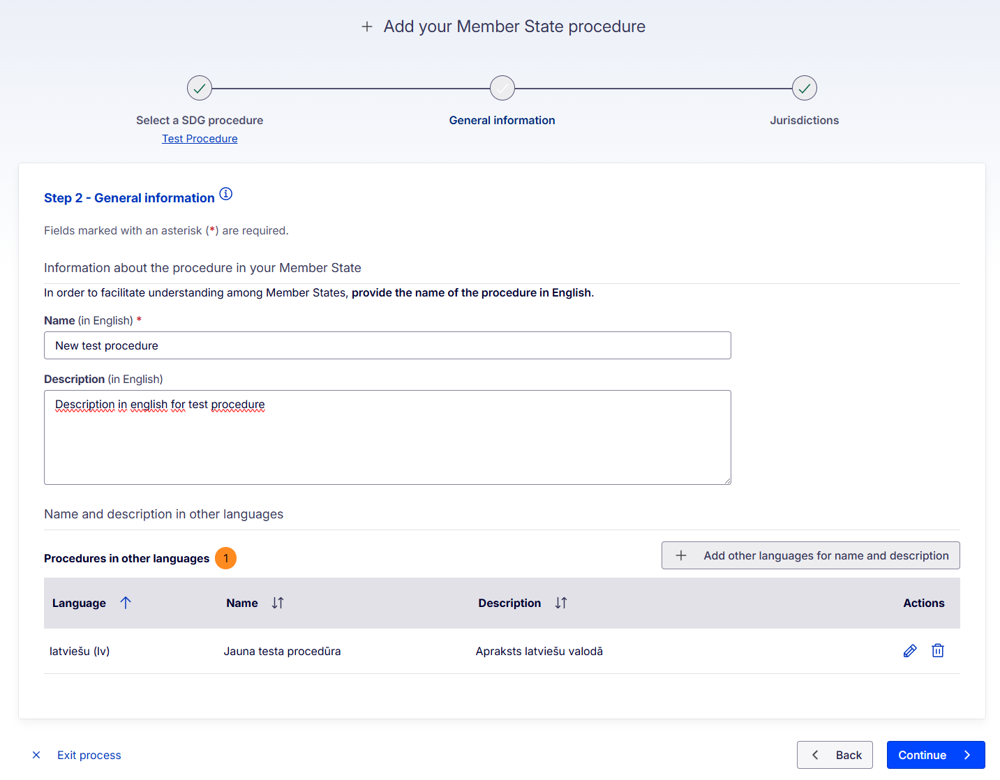 Add your Member State procedure
Select a SDG procedure
Test Procedure
General information
Jurisdictions
Step 2 - General information
Fields marked with an asterisk (*) are required.
Information about the procedure in your Member State
In order to facilitate understanding among Member States, provide the name of the procedure in English.
Name (in English) *
New test procedure
Description (in English)
Description in english for test procedure
Name and description in other languages
Procedures in other languages 1
Add other languages for name and description
Language Name Description Actions
latviešu (lv) Jauna testa procedūra Apraksts latviešu valodā
Exit process
Back
Continue